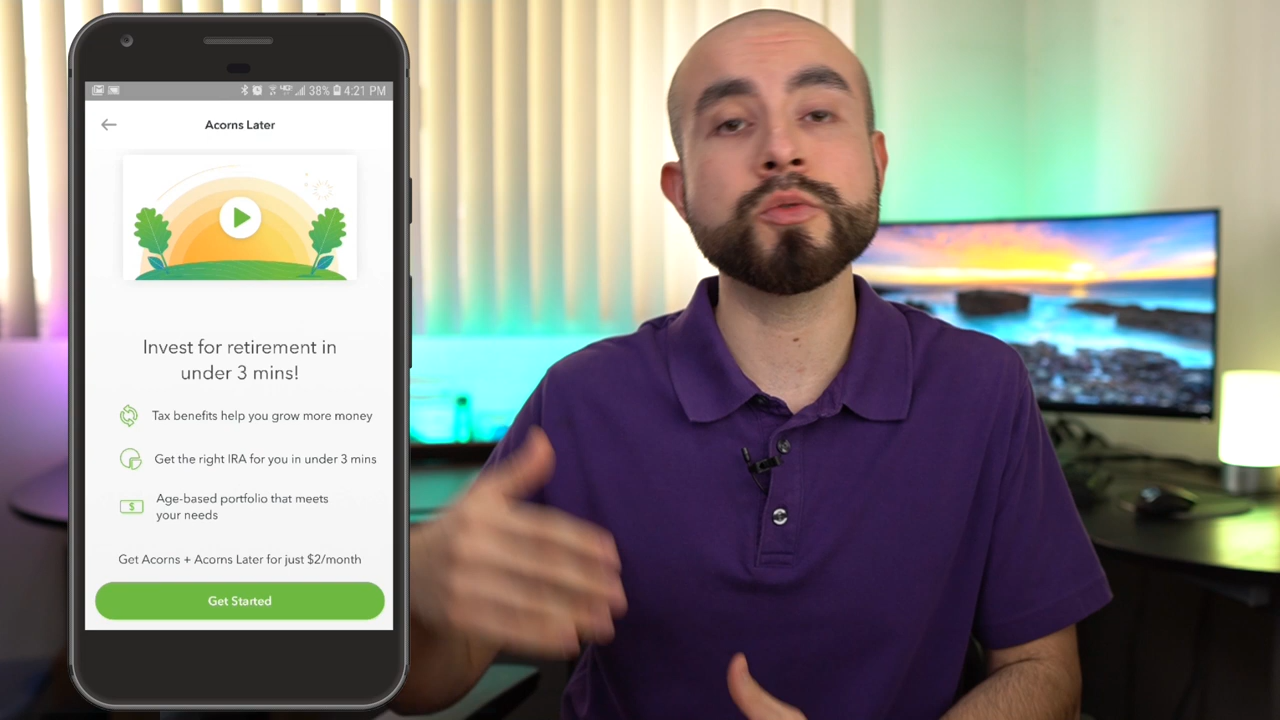 38% 4:21 PM
Acorns Later
Invest for retirement in
under 3 mins!
Tax benefits help you grow more money
Get the right IRA for you in under 3 mins
Age-based portfolio that meets
your needs
Get Acorns + Acorns Later for just $2/month
Get Started